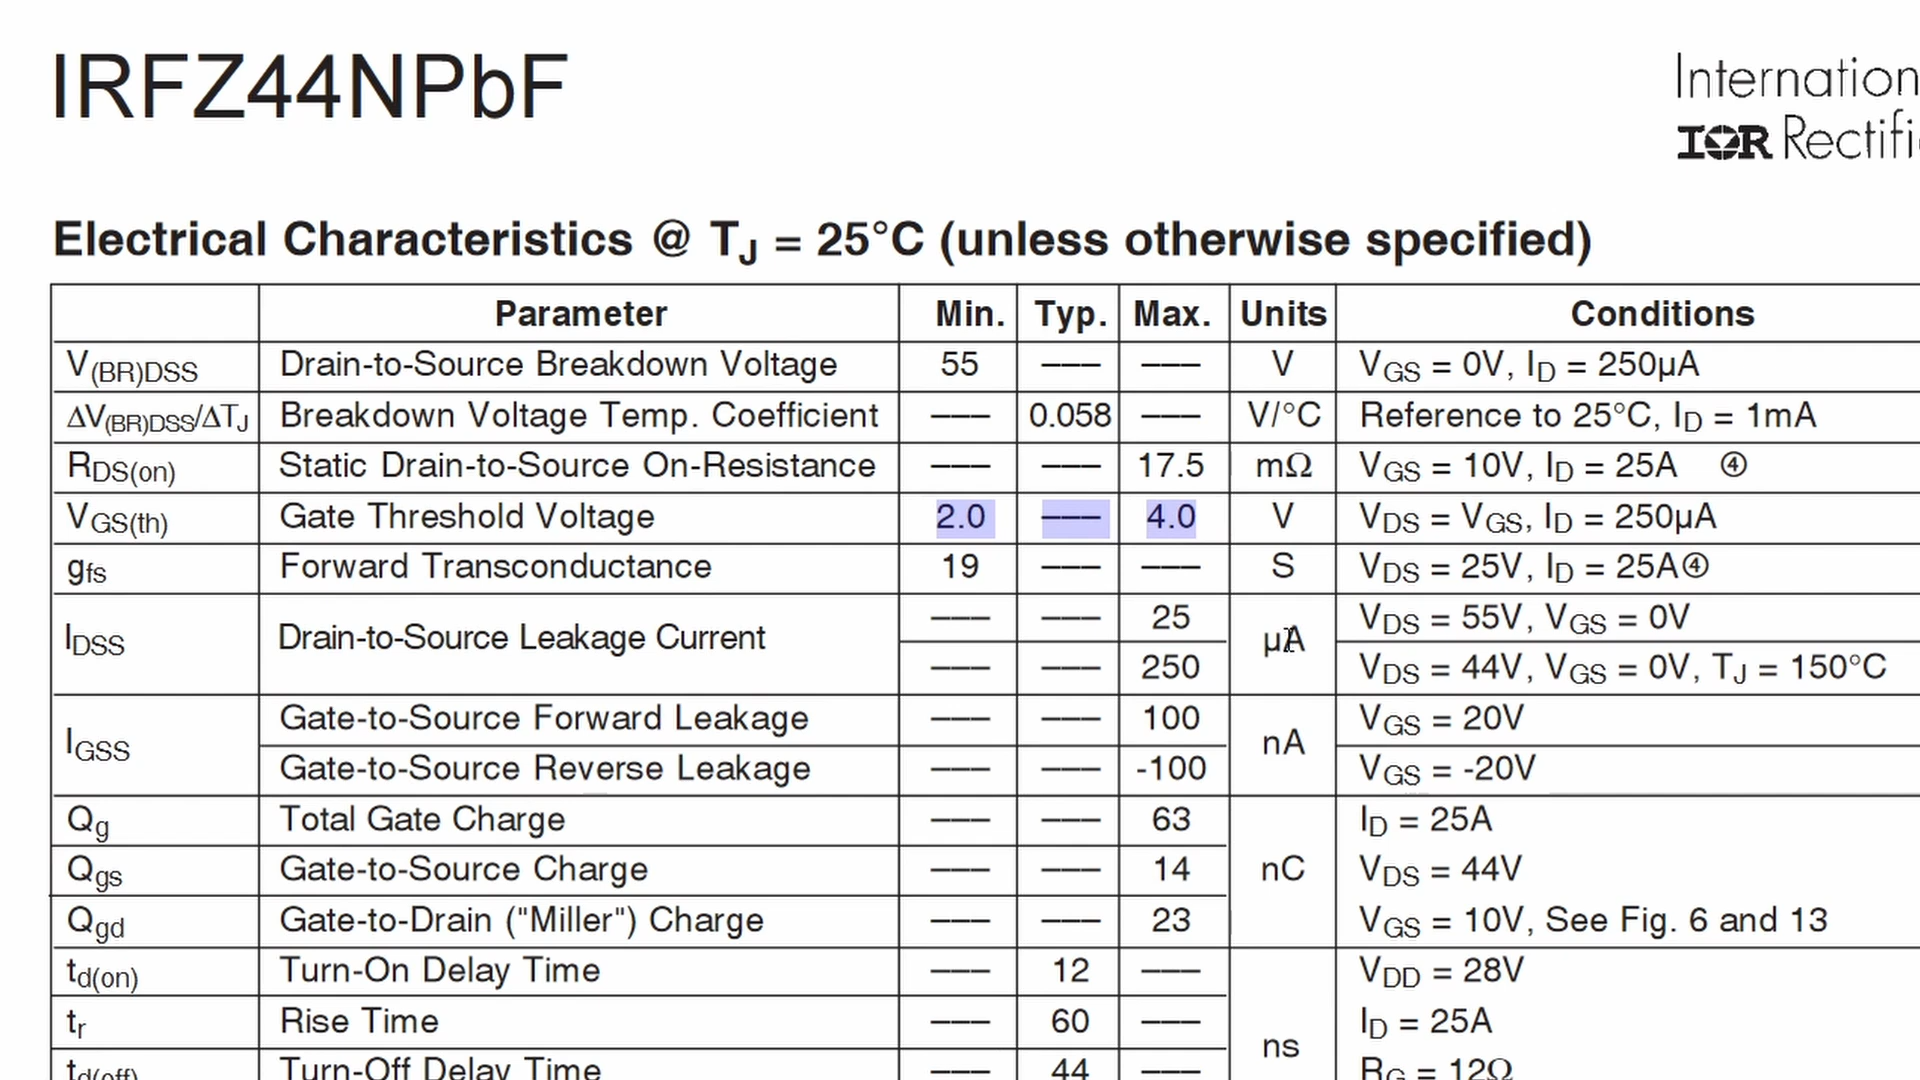 IRFZ44NPbF
Internation
IOR Rectifi
Electrical Characteristics @ TJ = 25°C (unless otherwise specified)
Parameter Min. Typ. Max. Units Conditions
V(BR)DSS Drain-to-Source Breakdown Voltage 55 ––– ––– V VGS = 0V, ID = 250µA
ΔV(BR)DSS/ΔTJ Breakdown Voltage Temp. Coefficient ––– 0.058 ––– V/°C Reference to 25°C, ID = 1mA
RDS(on) Static Drain-to-Source On-Resistance ––– ––– 17.5 mΩ VGS = 10V, ID = 25A ④
VGS(th) Gate Threshold Voltage 2.0 ––– 4.0 V VDS = VGS, ID = 250µA
gfs Forward Transconductance 19 ––– ––– S VDS = 25V, ID = 25A④
IDSS Drain-to-Source Leakage Current ––– ––– 25 µA VDS = 55V, VGS = 0V
––– ––– 250 VDS = 44V, VGS = 0V, TJ = 150°C
IGSS Gate-to-Source Forward Leakage ––– ––– 100 nA VGS = 20V
Gate-to-Source Reverse Leakage ––– ––– -100 VGS = -20V
Qg Total Gate Charge ––– ––– 63 ID = 25A
Qgs Gate-to-Source Charge ––– ––– 14 nC VDS = 44V
Qgd Gate-to-Drain ("Miller") Charge ––– ––– 23 VGS = 10V, See Fig. 6 and 13
td(on) Turn-On Delay Time ––– 12 ––– VDD = 28V
tr Rise Time ––– 60 ––– ns ID = 25A
td(off) Turn-Off Delay Time ––– 44 ––– RG = 12Ω